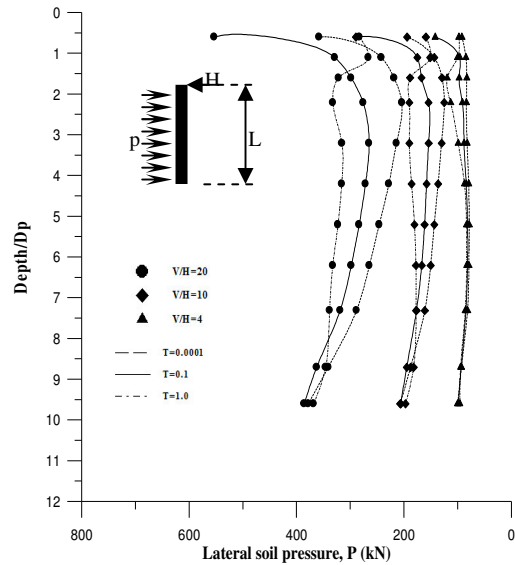 0
1
2
3
4
5
6
7
8
9
10
11
12
Depth/Dp
H
p
L
V/H=20
V/H=10
V/H=4
T=0.0001
T=0.1
T=1.0
800 600 400 200 0
Lateral soil pressure, P (kN)